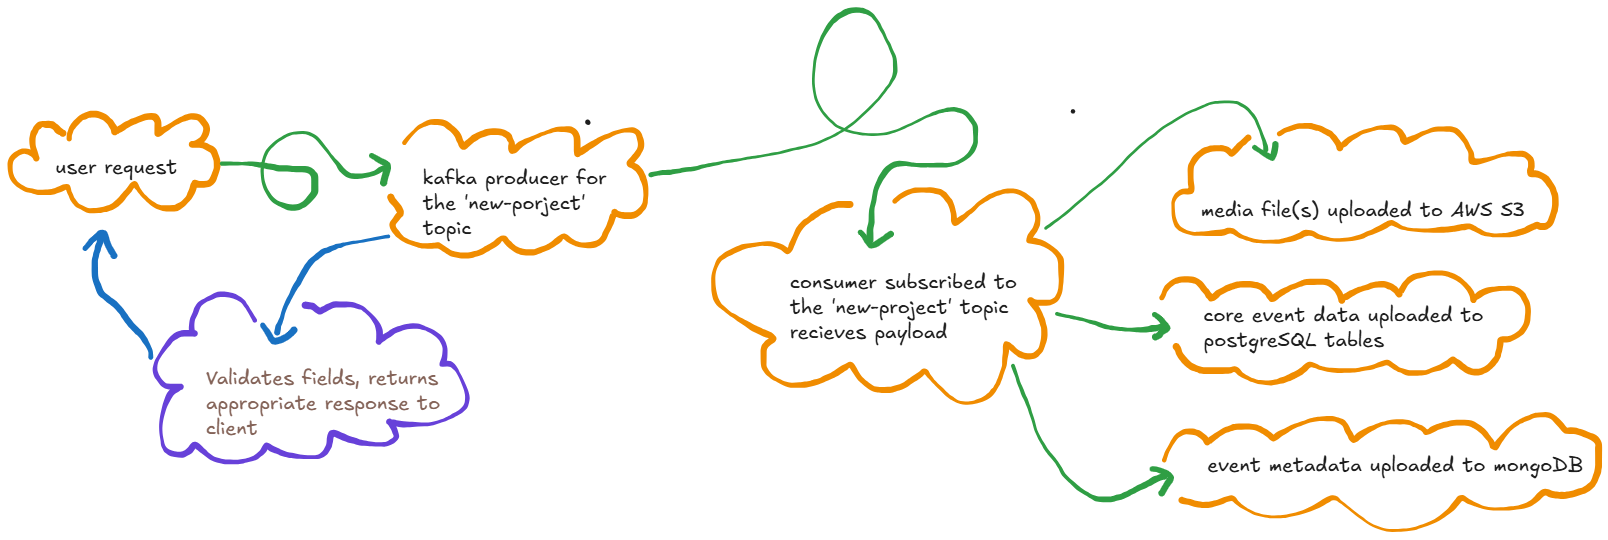 user request
kafka producer for
the 'new-porject'
topic
Validates fields, returns
appropriate response to
client
consumer subscribed to
the 'new-project' topic
recieves payload
media file(s) uploaded to AWS S3
core event data uploaded to
postgreSQL tables
event metadata uploaded to mongoDB